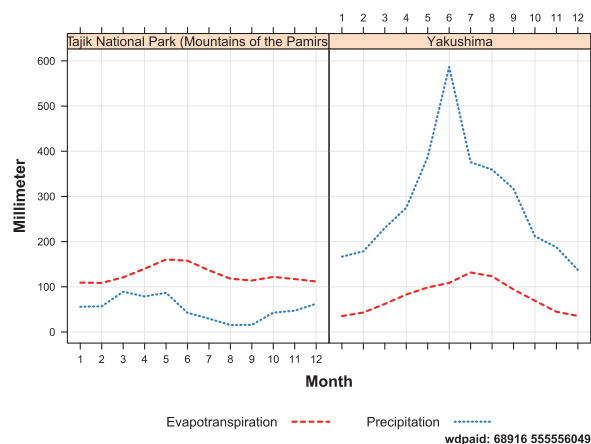 1 2 3 4 5 6 7 8 9 10 11 12
Tajik National Park (Mountains of the Pamirs
Yakushima
600
500
400
300
200
100
0
Millimeter
1 2 3 4 5 6 7 8 9 10 11 12
Month
Evapotranspiration
Precipitation
wdpaid: 68916 555556049